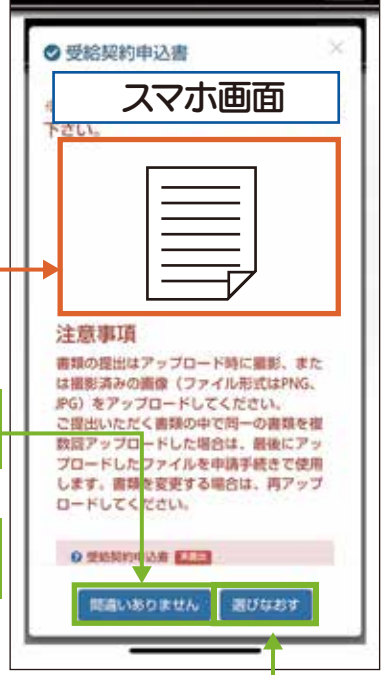 受給契約申込書
スマホ画面
下さい。
注意事項
書類の提出はアップロード時に撮影、また
は撮影済みの画像（ファイル形式はPNG、
JPG）をアップロードしてください。
ご提出いただく書類の中で同一の書類を複
数回アップロードした場合は、最後にアッ
プロードしたファイルを申請手続きで使用
します。書類を変更する場合は、再アップ
ロードしてください。
受給契約申込書 未提出
間違いありません 選びなおす